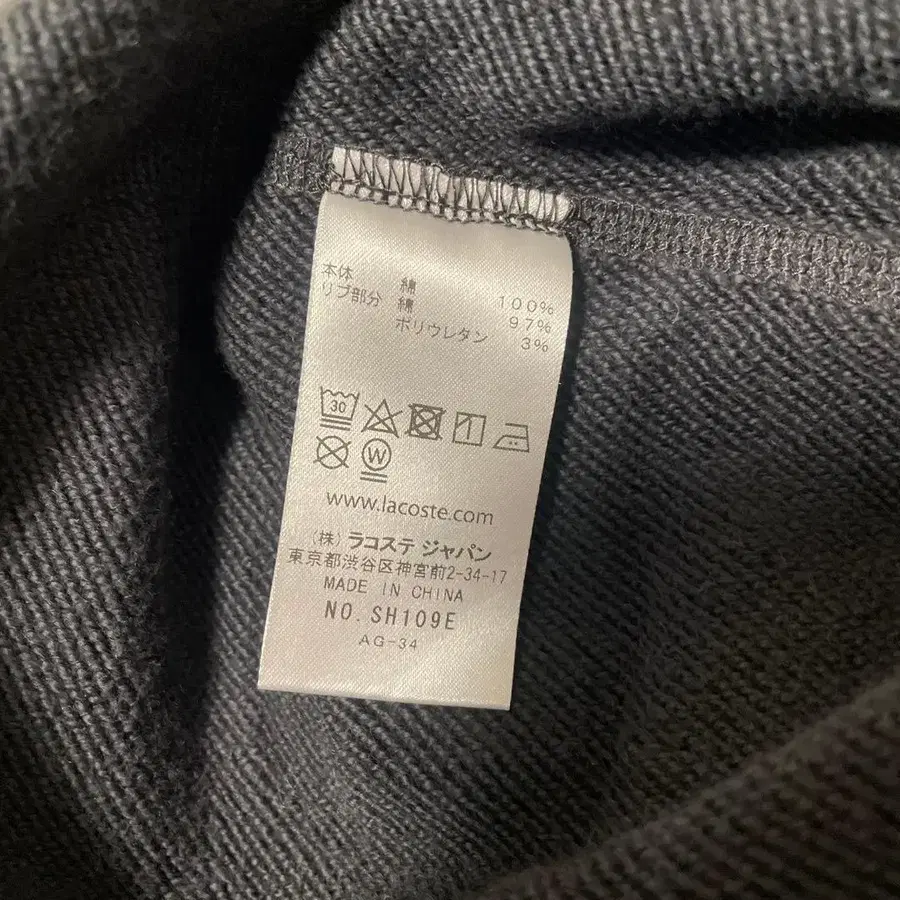 本体 綿 100%
リブ部分 綿 97%
ポリウレタン 3%
30
W
www.lacoste.com
(株) ラコステ ジャパン
東京都渋谷区神宮前2-34-17
MADE IN CHINA
NO. SH109E
AG-34